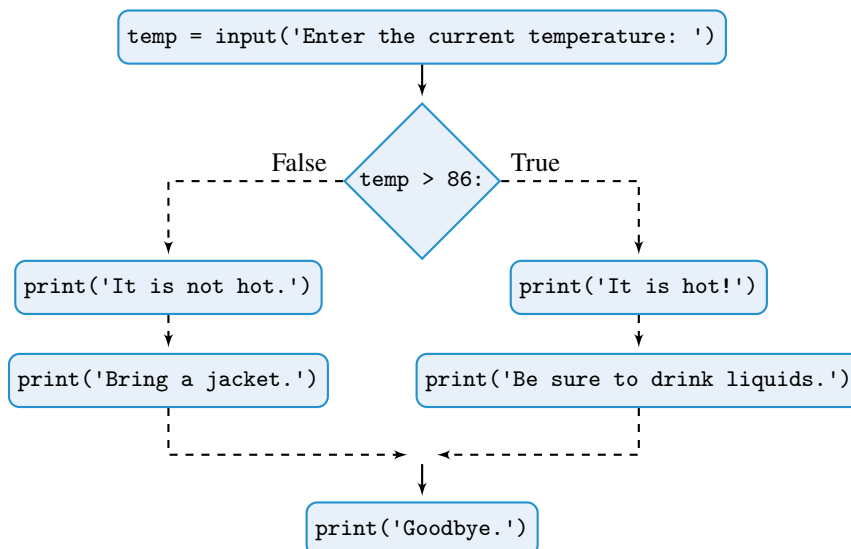 temp = input('Enter the current temperature: ')
False
True
temp > 86:
print('It is not hot.')
print('It is hot!')
print('Bring a jacket.')
print('Be sure to drink liquids.')
print('Goodbye.')